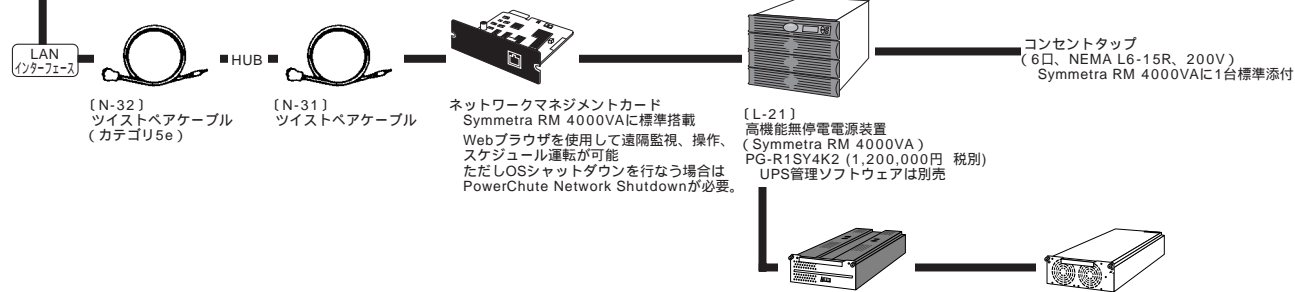 LAN
インターフェース
HUB
〔N-32〕
ツイストペアケーブル
(カテゴリ5e)
〔N-31〕
ツイストペアケーブル
ネットワークマネジメントカード
Symmetra RM 4000VAに標準搭載
Webブラウザを使用して遠隔監視、操作、
スケジュール運転が可能
ただしOSシャットダウンを行なう場合は
PowerChute Network Shutdownが必要。
〔L-21〕
高機能無停電電源装置
(Symmetra RM 4000VA)
PG-R1SY4K2 (1,200,000円 税別)
UPS管理ソフトウェアは別売
コンセントタップ
(6口、NEMA L6-15R、200V)
Symmetra RM 4000VAに1台標準添付